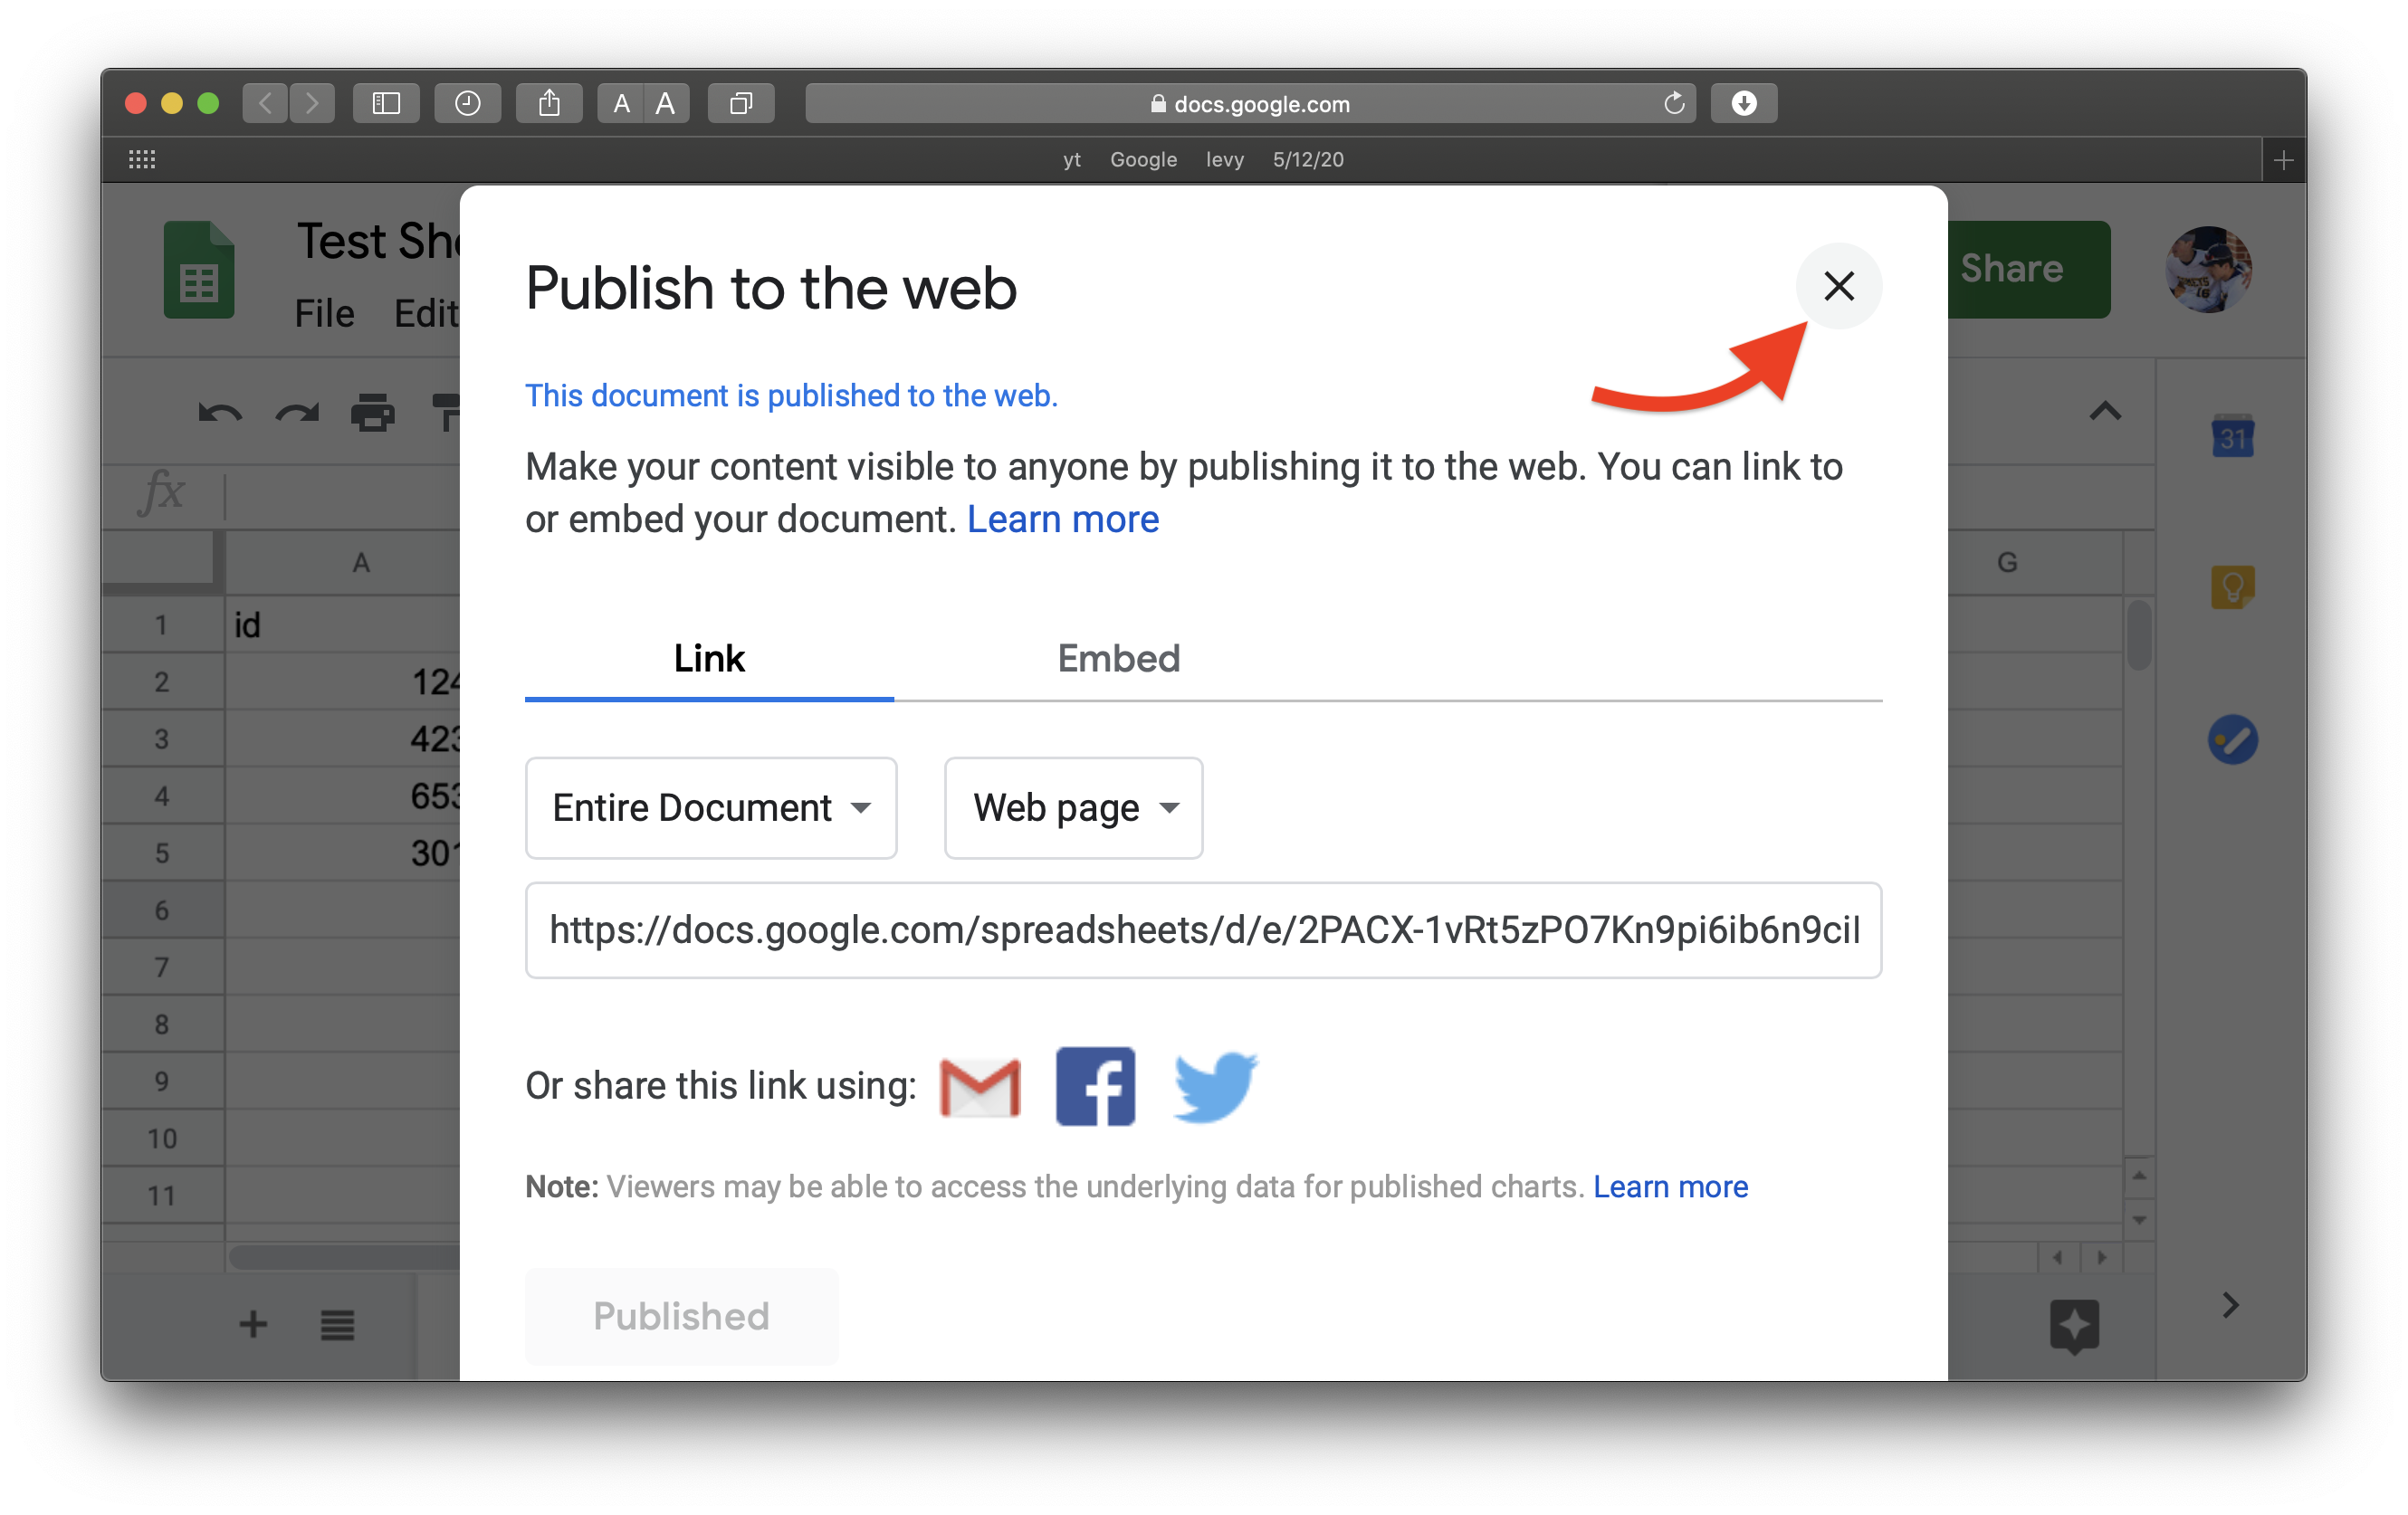 A A
docs.google.com
yt Google levy 5/12/20
Test
File Edit
Share
Publish to the web
This document is published to the web.
Make your content visible to anyone by publishing it to the web. You can link to
or embed your document. Learn more
31
fx
A
G
1 id
2 124
3 423
4 653
5 301
6
7
8
9
10
11
Link Embed
Entire Document Web page
https://docs.google.com/spreadsheets/d/e/2PACX-1vRt5zPO7Kn9pi6ib6n9cil
Or share this link using:
Note: Viewers may be able to access the underlying data for published charts. Learn more
Published